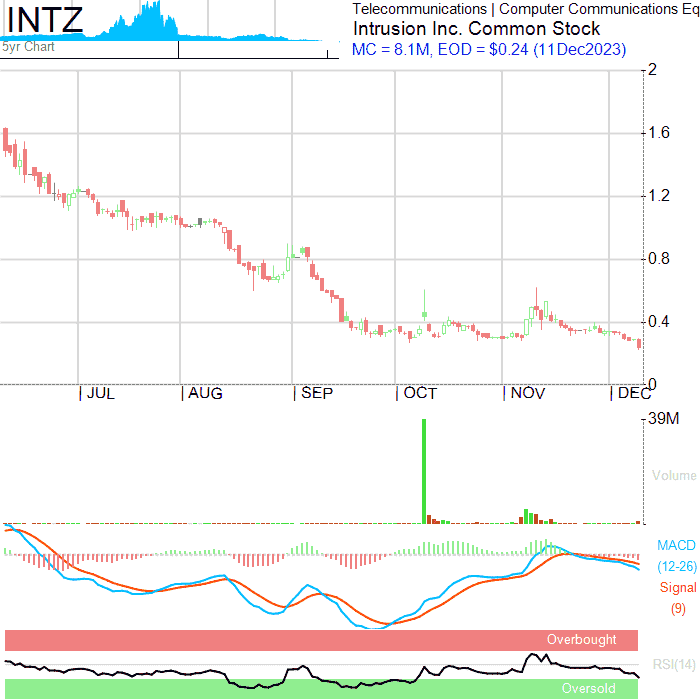 INTZ
5yr Chart
Telecommunications | Computer Communications Eq
Intrusion Inc. Common Stock
MC = 8.1M, EOD = $0.24 (11Dec2023)
2
1.6
1.2
0.8
0.4
0
| JUL | AUG | SEP | OCT | NOV | DEC
39M
Volume
MACD
(12-26)
Signal
(9)
Overbought
RSI(14)
Oversold